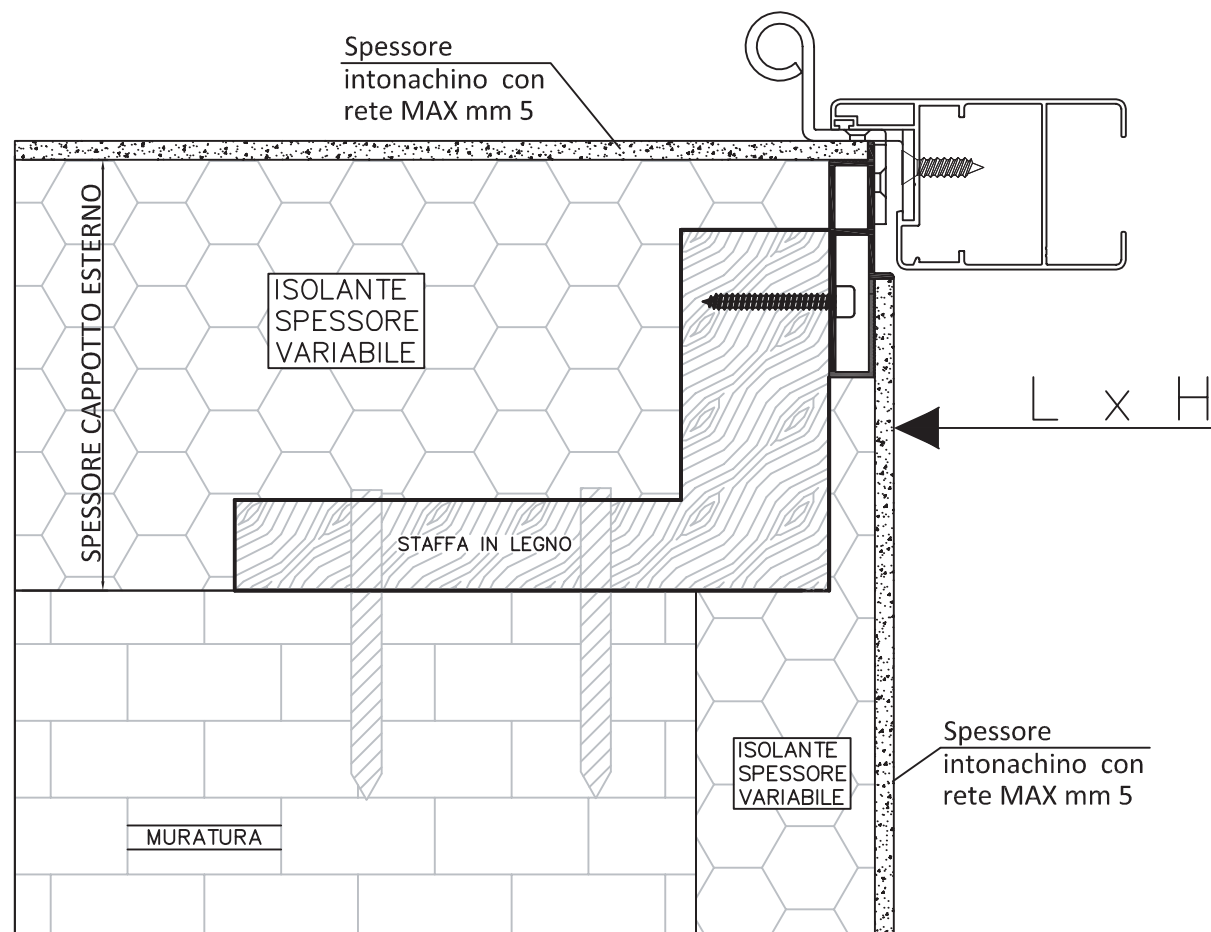 Spessore
intonachino con
rete MAX mm 5
SPESSORE CAPPOTTO ESTERNO
ISOLANTE
SPESSORE
VARIABILE
L x H
STAFFA IN LEGNO
Spessore
intonachino con
rete MAX mm 5
ISOLANTE
SPESSORE
VARIABILE
MURATURA